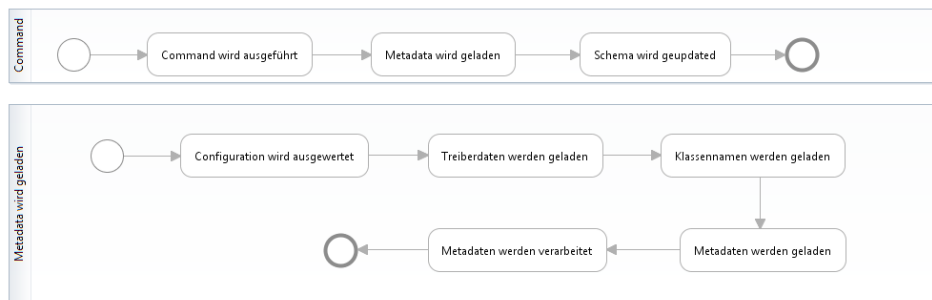 Command
Command wird ausgeführt
Metadata wird geladen
Schema wird geupdated
Metadata wird geladen
Configuration wird ausgewertet
Treiberdaten werden geladen
Klassennamen werden geladen
Metadaten werden verarbeitet
Metadaten werden geladen